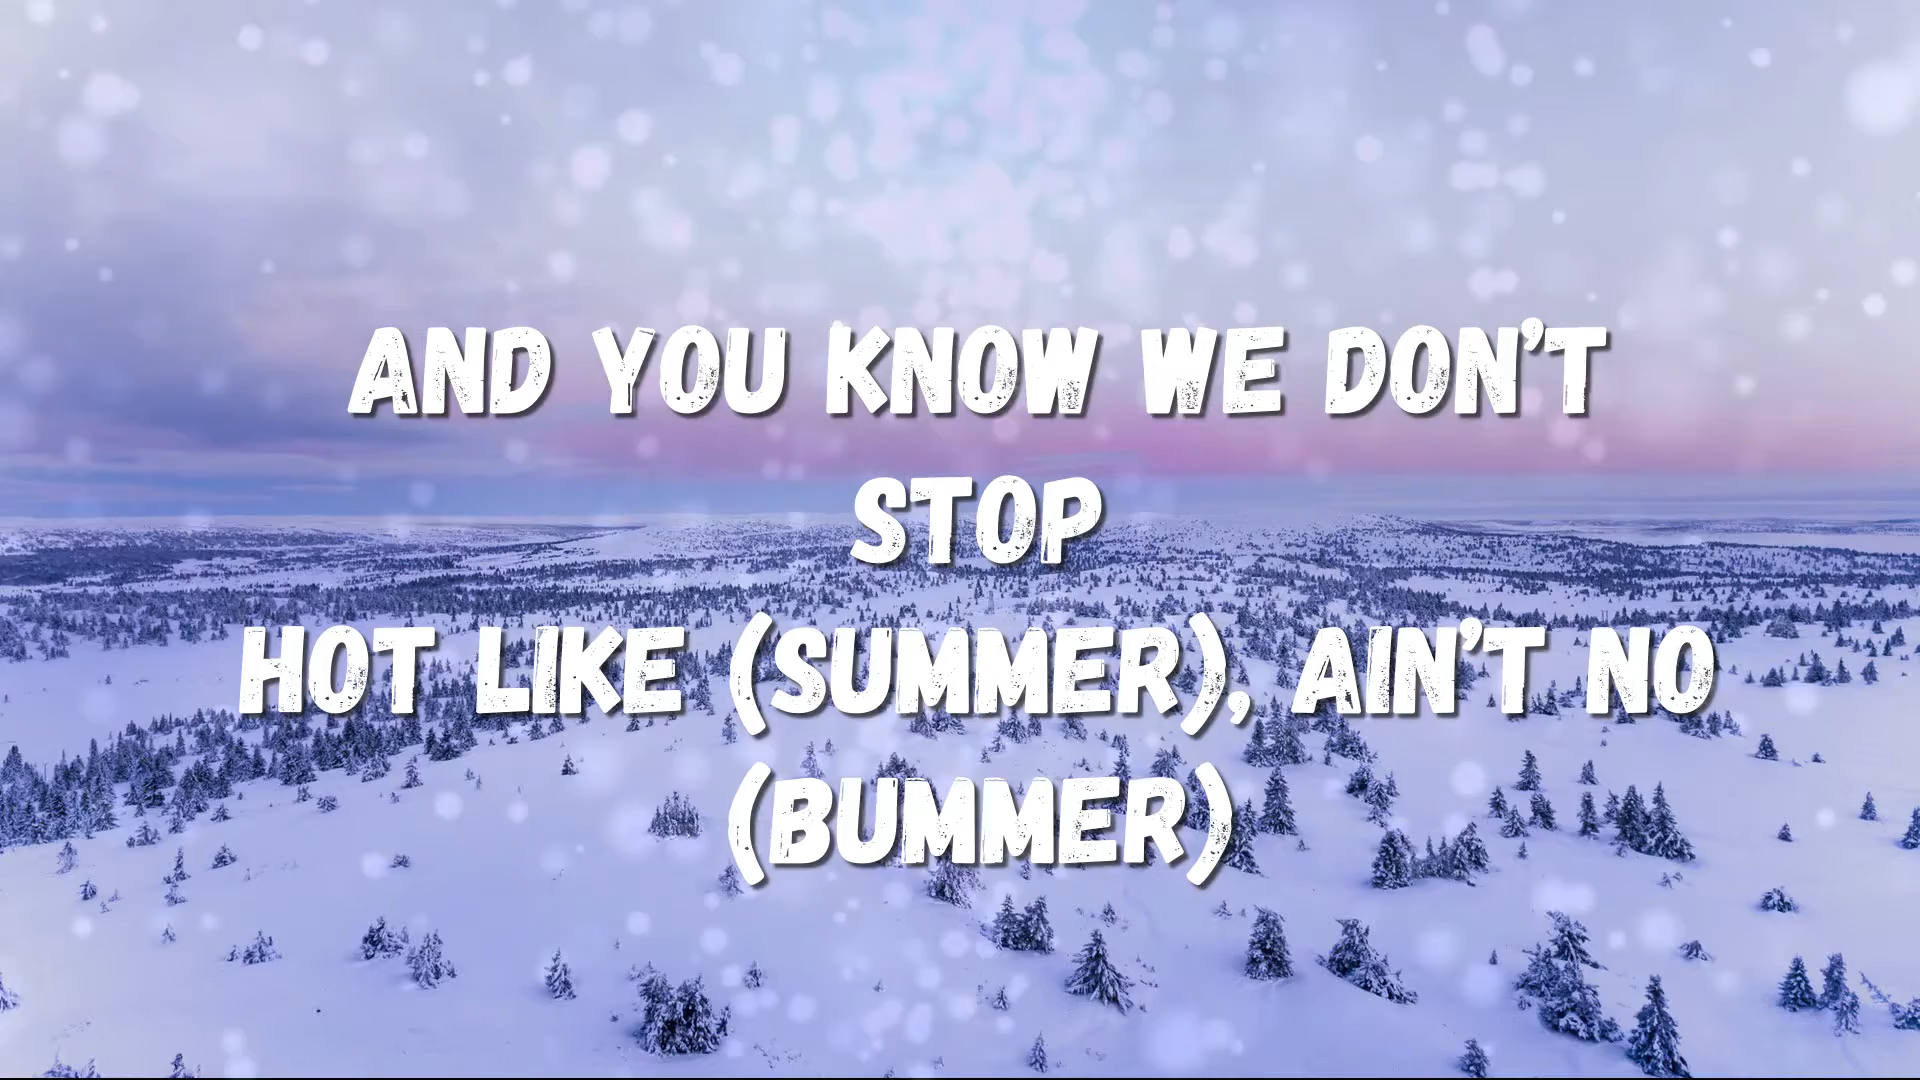 AND YOU KNOW WE DON'T
STOP
HOT LIKE (SUMMER), AIN'T NO
(BUMMER)